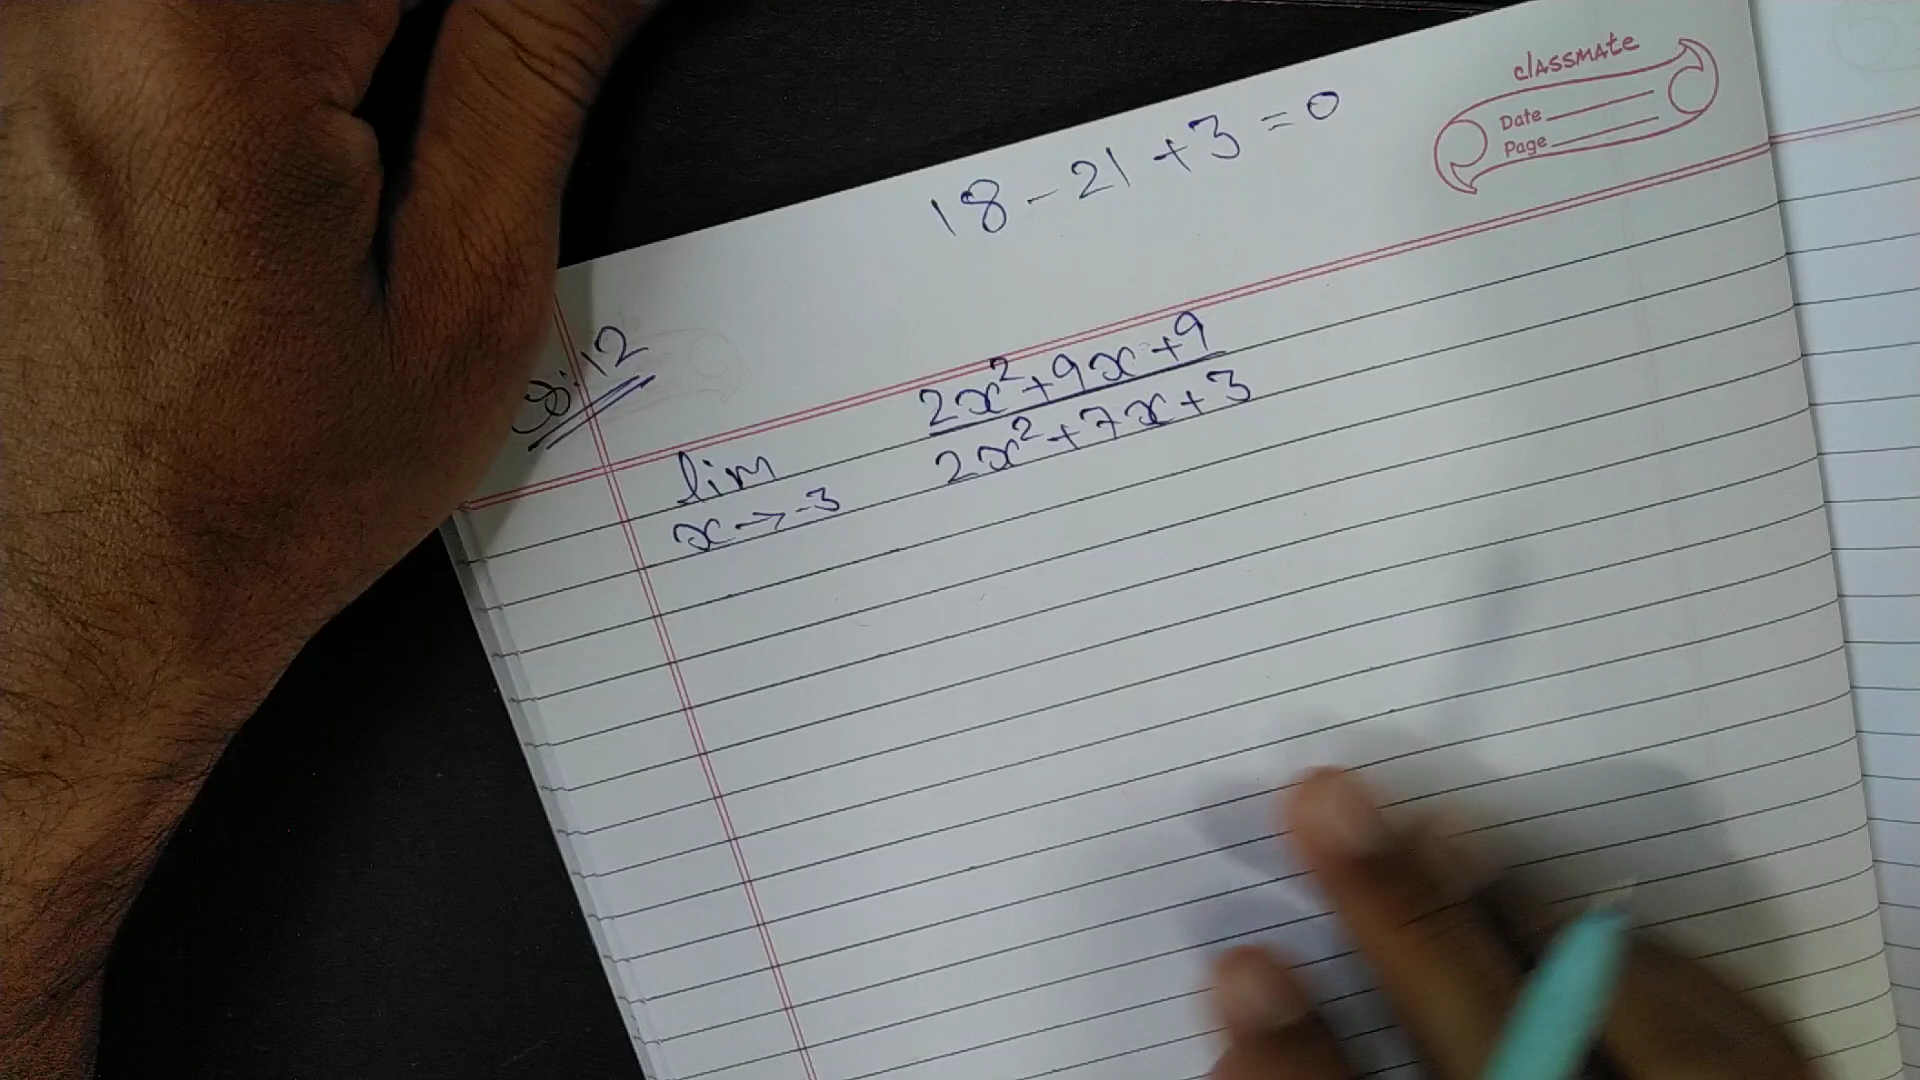 classmate
Date
Page
18 - 21 + 3 = 0
Q.12
lim x→-3 (2x²+9x+9)/(2x²+7x+3)